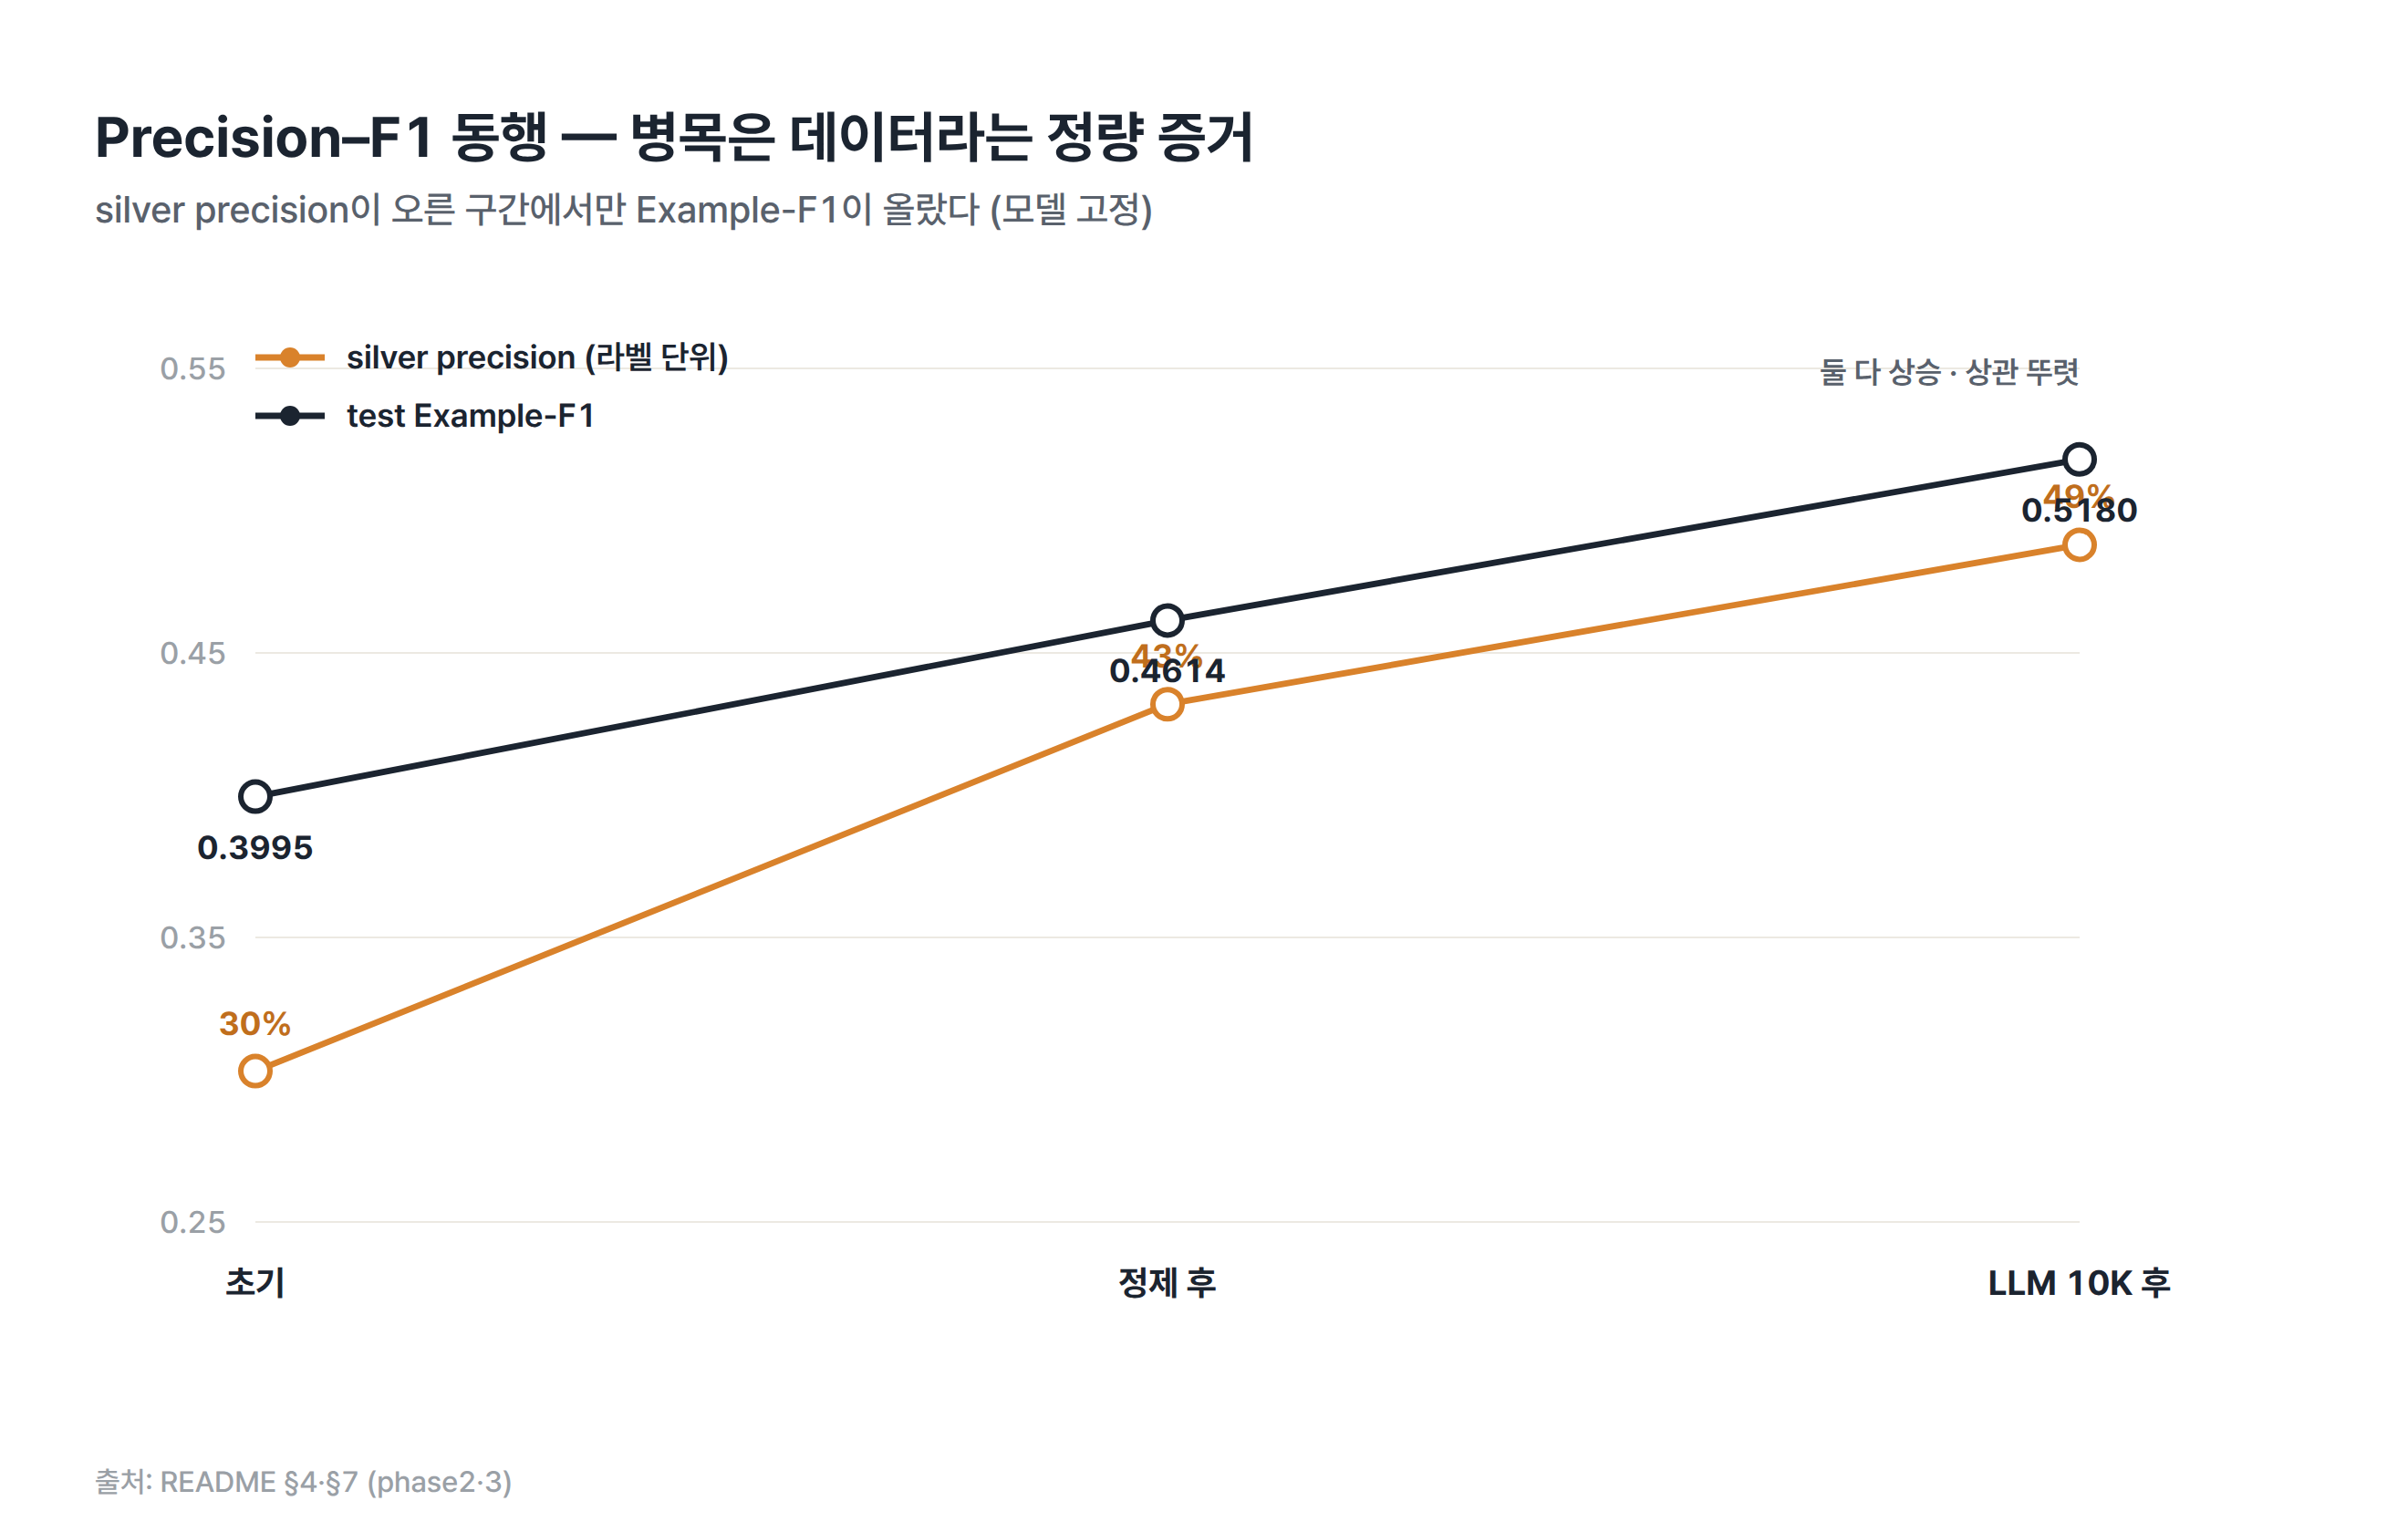 Precision–F1 동행 — 병목은 데이터라는 정량 증거
silver precision이 오른 구간에서만 Example-F1이 올랐다 (모델 고정)
0.55
silver precision (라벨 단위)
둘 다 상승 · 상관 뚜렷
test Example-F1
49%
0.5180
0.45
43%
0.4614
0.3995
0.35
30%
0.25
초기
정제 후
LLM 10K 후
출처: README §4·§7 (phase2·3)